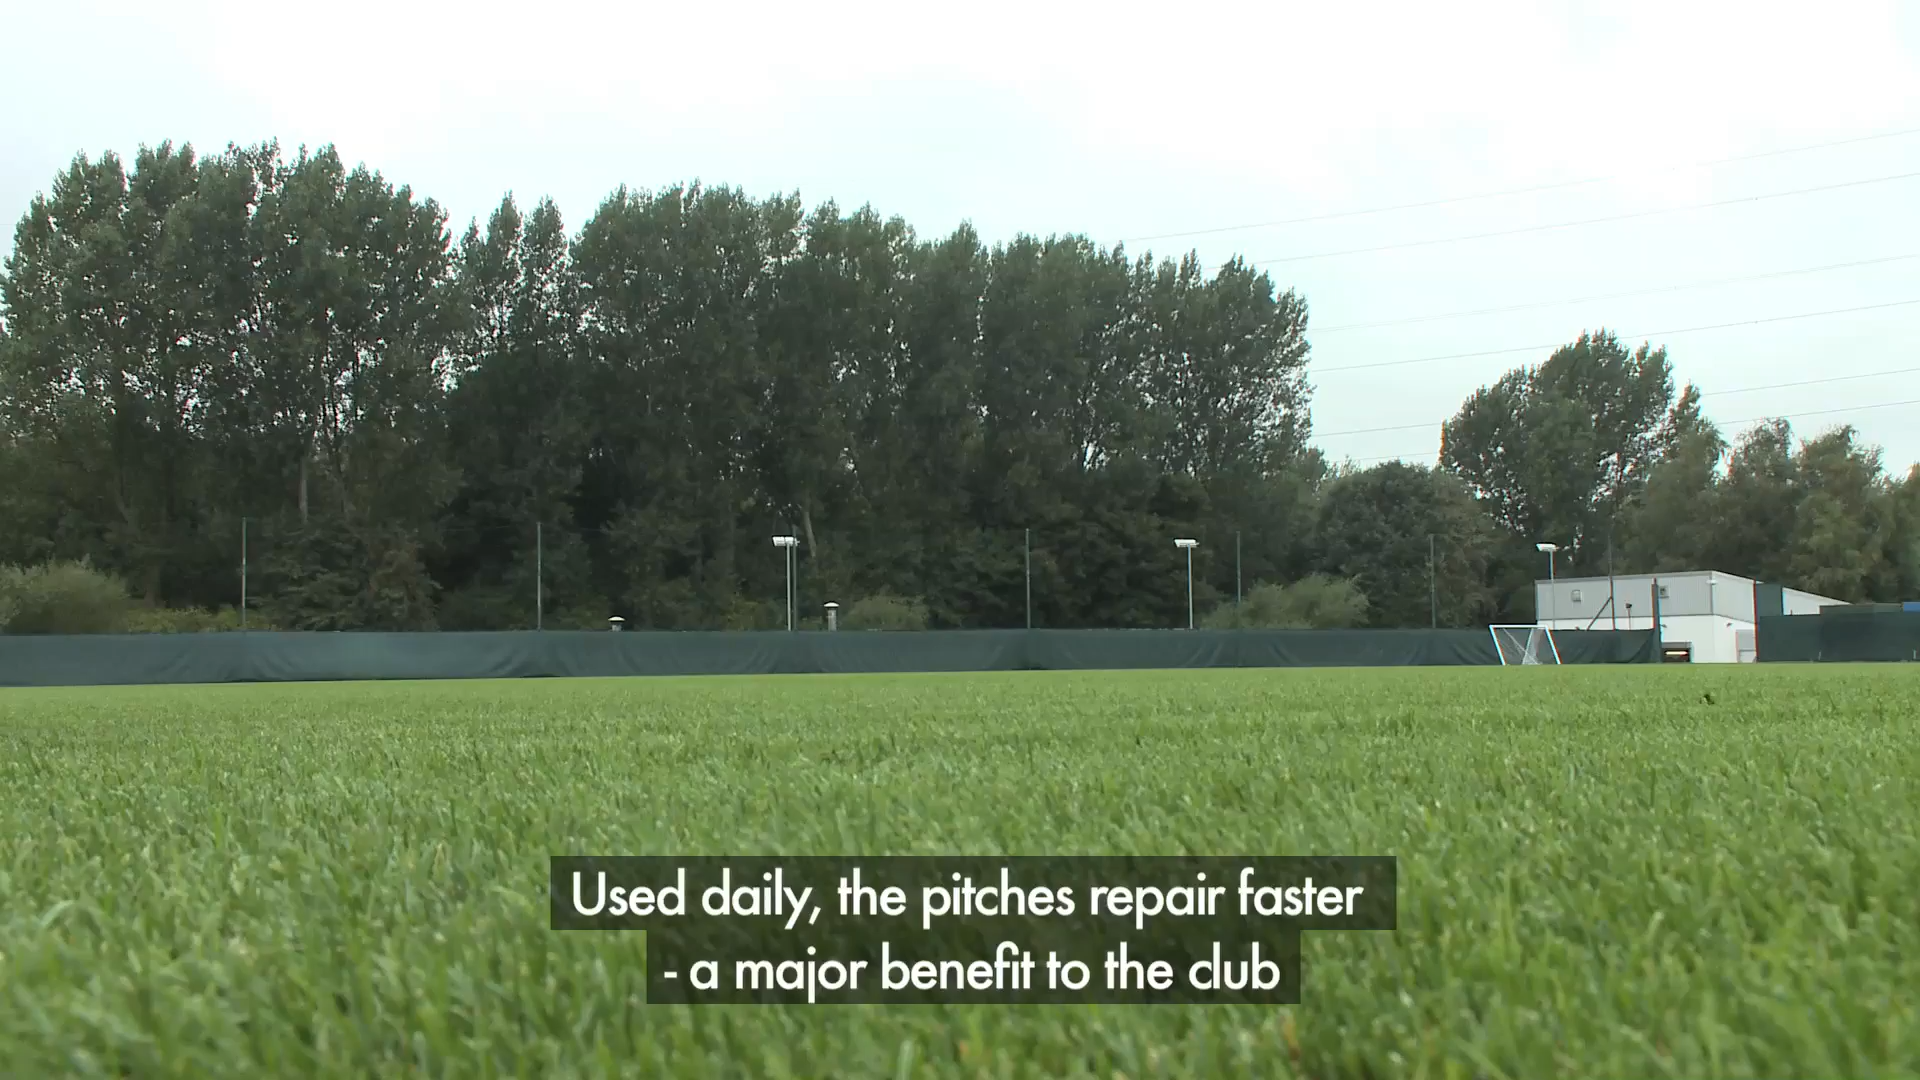 Used daily, the pitches repair faster
- a major benefit to the club